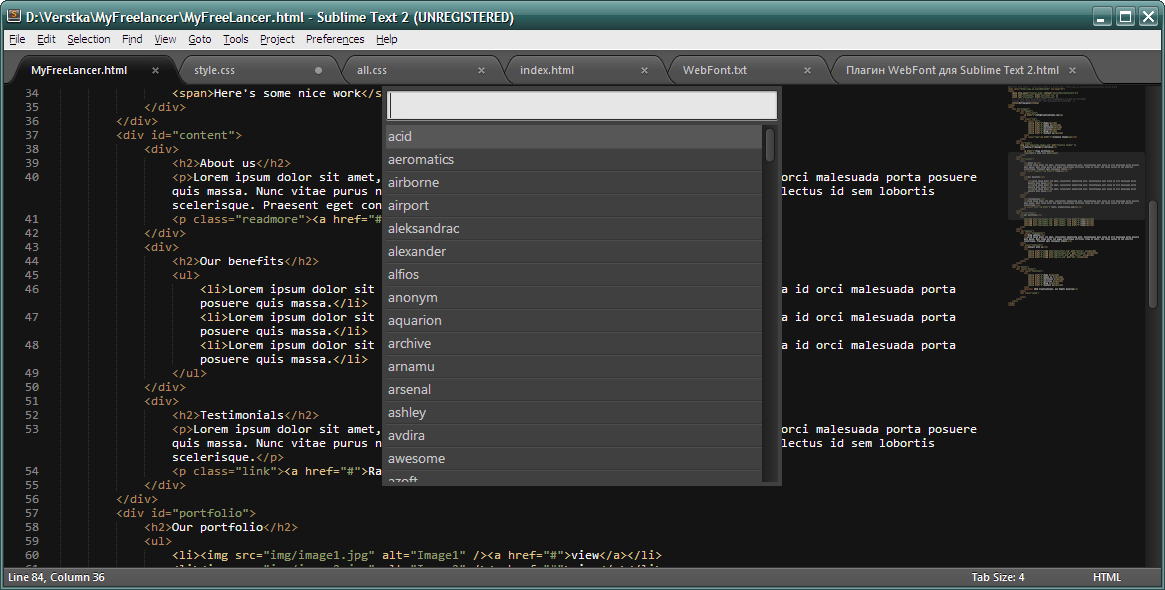 D:\Verstka\MyFreelancer\MyFreeLancer.html - Sublime Text 2 (UNREGISTERED)
File Edit Selection Find View Goto Tools Project Preferences Help
MyFreeLancer.html style.css all.css index.html WebFont.txt Плагин WebFont для Sublime Text 2.html
34 <span>Here's some nice work</s
35 </div>
36 </div>
37 <div id="content">
38 <div>
39 <h2>About us</h2>
40 <p>Lorem ipsum dolor sit amet, orci malesuada porta posuere
quis massa. Nunc vitae purus n lectus id sem lobortis
scelerisque. Praesent eget con
41 <p class="readmore"><a href="#
42 </div>
43 <div>
44 <h2>Our benefits</h2>
45 <ul>
46 <li>Lorem ipsum dolor sit a id orci malesuada porta
posuere quis massa.</li>
47 <li>Lorem ipsum dolor sit a id orci malesuada porta
posuere quis massa.</li>
48 <li>Lorem ipsum dolor sit a id orci malesuada porta
posuere quis massa.</li>
49 </ul>
50 </div>
51 <div>
52 <h2>Testimonials</h2>
53 <p>Lorem ipsum dolor sit amet, orci malesuada porta posuere
quis massa. Nunc vitae purus n lectus id sem lobortis
scelerisque.</p>
54 <p class="link"><a href="#">Ra
55 </div>
56 </div>
57 <div id="portfolio">
58 <h2>Our portfolio</h2>
59 <ul>
60 <li><img src="img/image1.jpg" alt="Image1" /><a href="#">view</a></li>
acid
aeromatics
airborne
airport
aleksandrac
alexander
alfios
anonym
aquarion
archive
arnamu
arsenal
ashley
avdira
awesome
azoft
Line 84, Column 36 Tab Size: 4 HTML